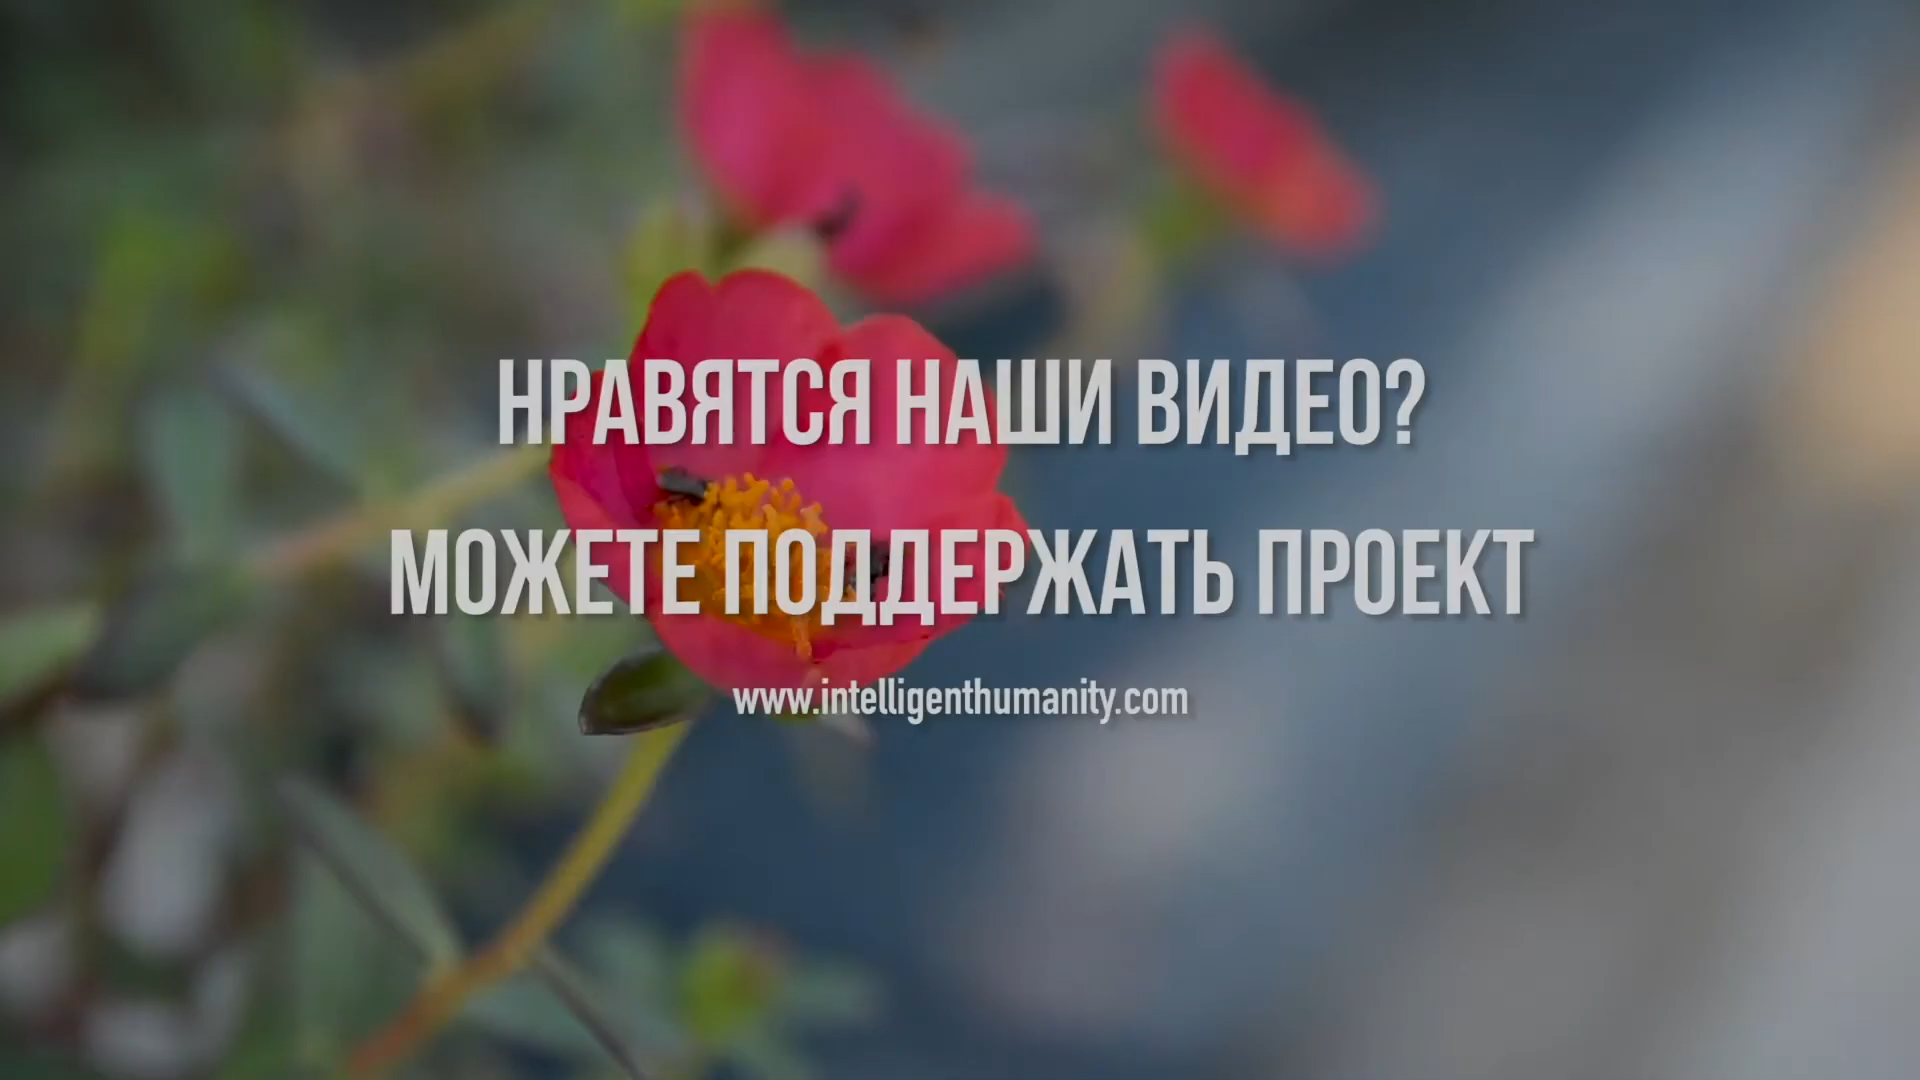 НРАВЯТСЯ НАШИ ВИДЕО?
МОЖЕТЕ ПОДДЕРЖАТЬ ПРОЕКТ
www.intelligenthumanity.com